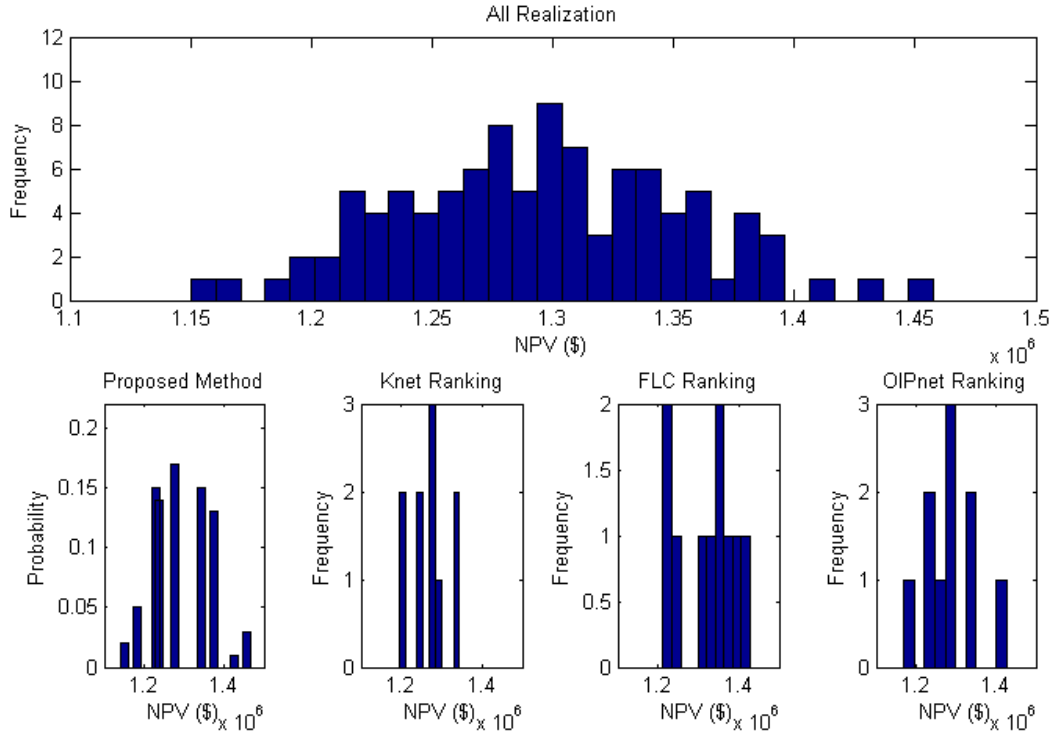 All Realization
12
10
8
6
4
2
0
Frequency
1.1 1.15 1.2 1.25 1.3 1.35 1.4 1.45 1.5
NPV ($)
x 10^6
Proposed Method
0.2
0.15
0.1
0.05
0
Probability
1.2 1.4
NPV ($) x 10^6
Knet Ranking
3
2
1
0
Frequency
1.2 1.4
NPV ($) x 10^6
FLC Ranking
2
1.5
1
0.5
0
Frequency
1.2 1.4
NPV ($) x 10^6
OIPnet Ranking
3
2
1
0
Frequency
1.2 1.4
NPV ($) x 10^6